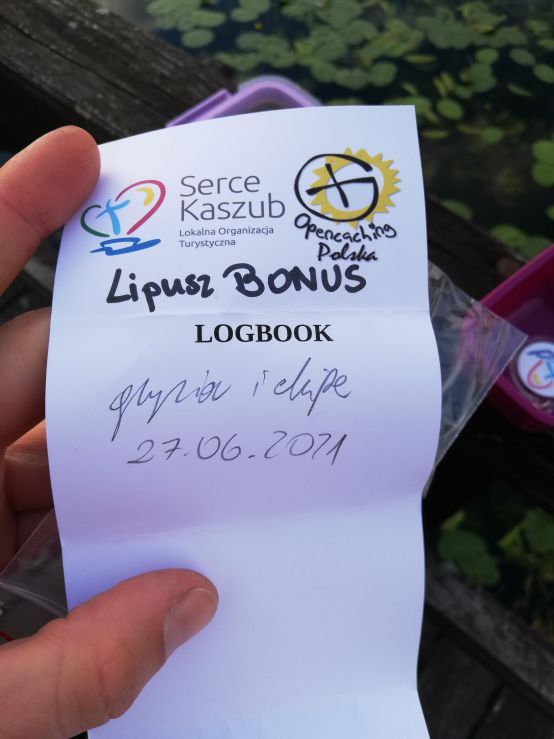 Serce
Kaszub
Lokalna Organizacja
Turystyczna
Opencaching
Polska
Lipusz BONUS
LOGBOOK
i
27.06.2021